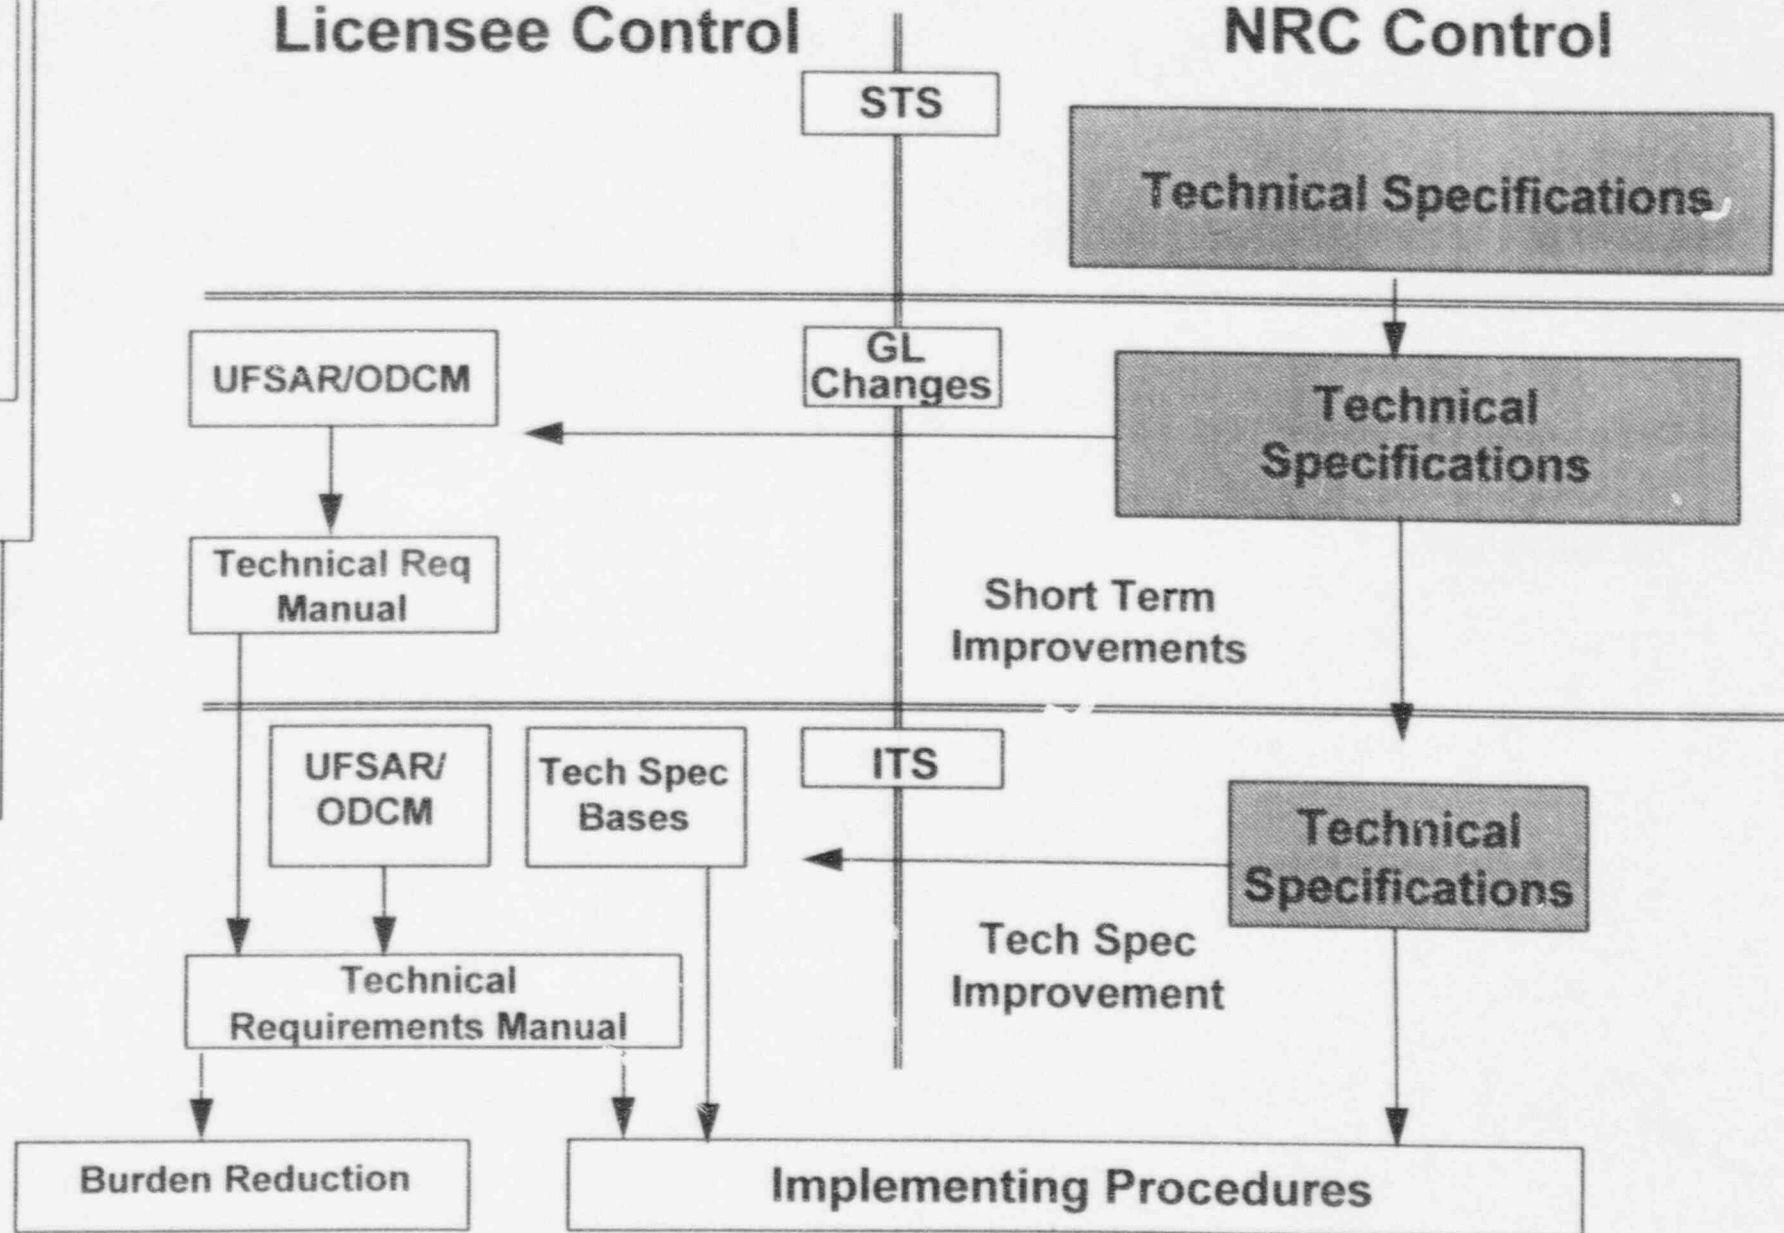 Licensee Control
NRC Control
STS
Technical Specifications
UFSAR/ODCM
GL
Changes
Technical
Specifications
Technical Req
Manual
Short Term
Improvements
UFSAR/
ODCM
Tech Spec
Bases
ITS
Technical
Specifications
Tech Spec
Improvement
Technical
Requirements Manual
Burden Reduction
Implementing Procedures